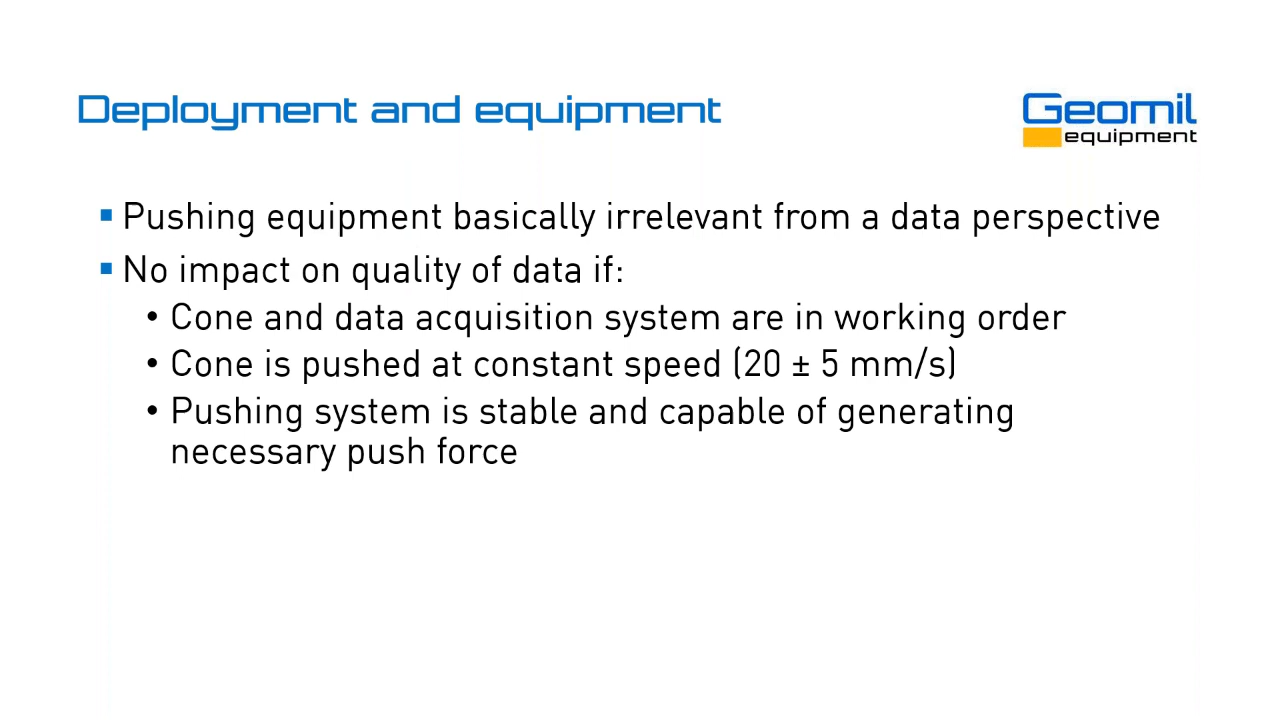 Deployment and equipment
Geomil
equipment
▪ Pushing equipment basically irrelevant from a data perspective
▪ No impact on quality of data if:
• Cone and data acquisition system are in working order
• Cone is pushed at constant speed (20 ± 5 mm/s)
• Pushing system is stable and capable of generating
necessary push force